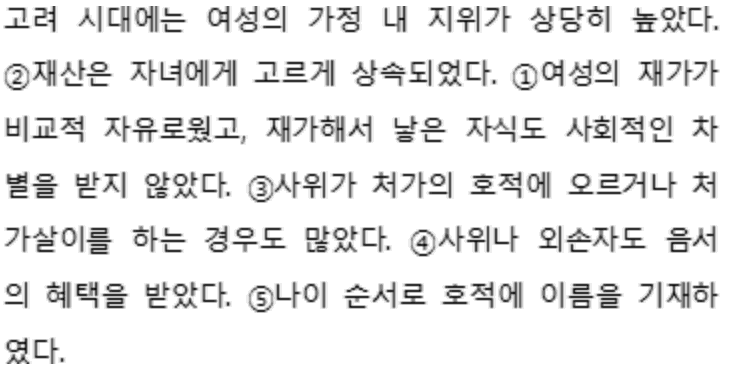 고려 시대에는 여성의 가정 내 지위가 상당히 높았다.
②재산은 자녀에게 고르게 상속되었다. ①여성의 재가가
비교적 자유로웠고, 재가해서 낳은 자식도 사회적인 차
별을 받지 않았다. ③사위가 처가의 호적에 오르거나 처
가살이를 하는 경우도 많았다. ④사위나 외손자도 음서
의 혜택을 받았다. ⑤나이 순서로 호적에 이름을 기재하
였다.